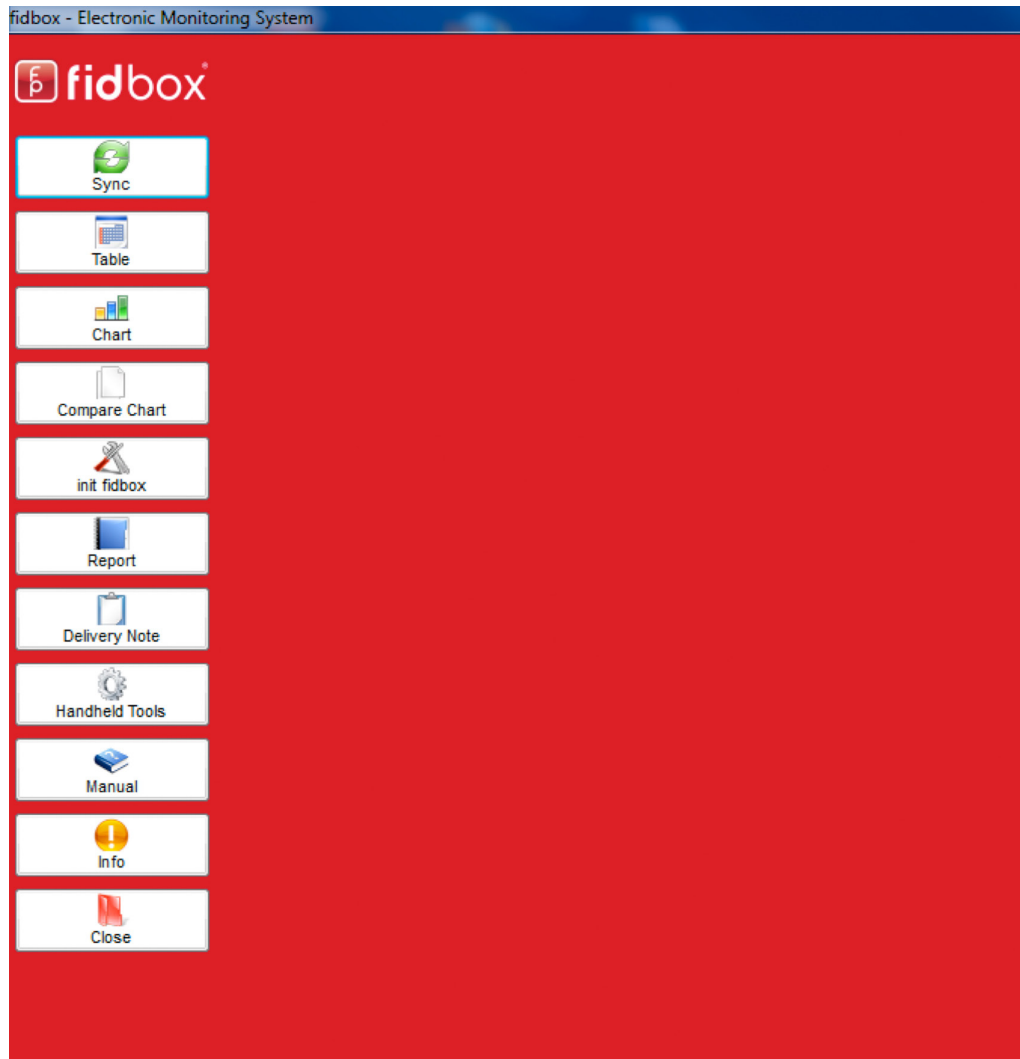 fidbox - Electronic Monitoring System
fp fidbox®
Sync
Table
Chart
Compare Chart
init fidbox
Report
Delivery Note
Handheld Tools
Manual
Info
Close